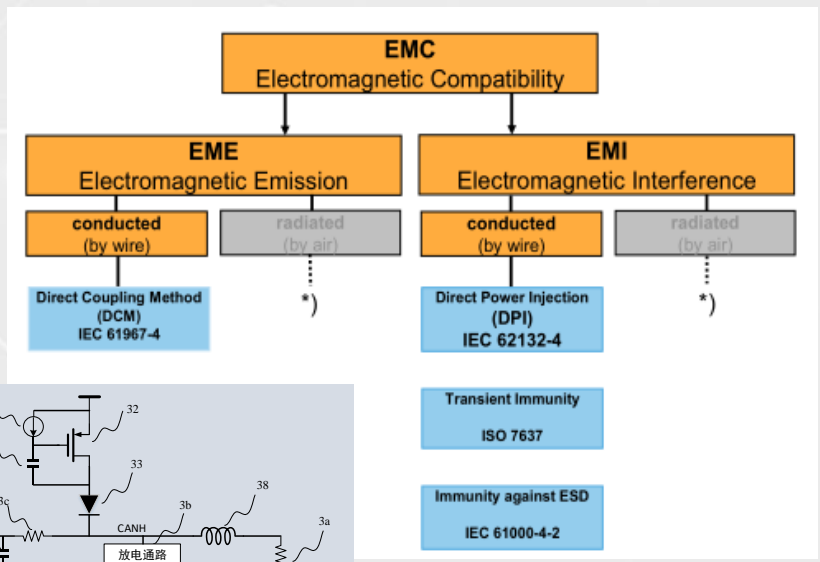 EMC
Electromagnetic Compatibility
EME
Electromagnetic Emission
EMI
Electromagnetic Interference
conducted
(by wire)
radiated
(by air)
conducted
(by wire)
radiated
(by air)
Direct Coupling Method
(DCM)
IEC 61967-4
*)
Direct Power Injection
(DPI)
IEC 62132-4
*)
Transient Immunity
ISO 7637
Immunity against ESD
IEC 61000-4-2
32
33
3c
3b
38
3a
CANH
放电通路